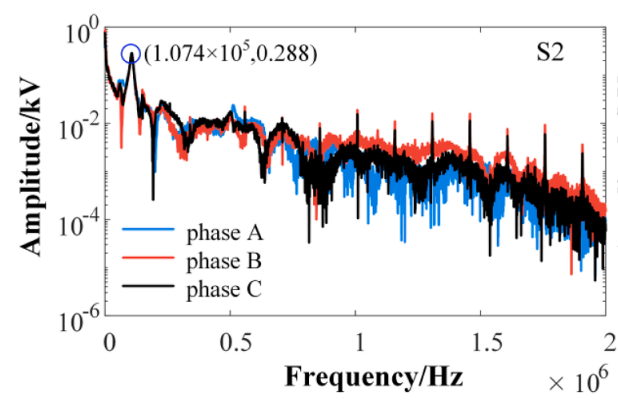 10^0
(1.074×10^5,0.288)
S2
10^-2
Amplitude/kV
10^-4
phase A
phase B
phase C
10^-6
0 0.5 1 1.5 2
Frequency/Hz
× 10^6